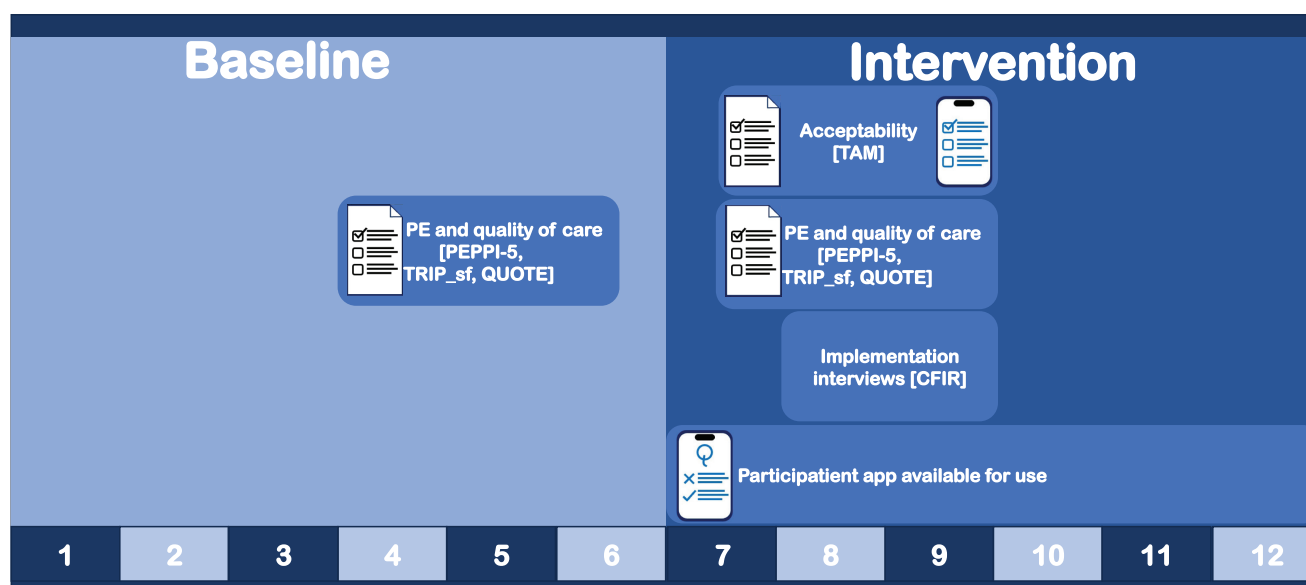 Baseline
Intervention
Acceptability
[TAM]
PE and quality of care
[PEPPI-5,
TRIP_sf, QUOTE]
PE and quality of care
[PEPPI-5,
TRIP_sf, QUOTE]
Implementation
interviews [CFIR]
Participatient app available for use
1 2 3 4 5 6 7 8 9 10 11 12